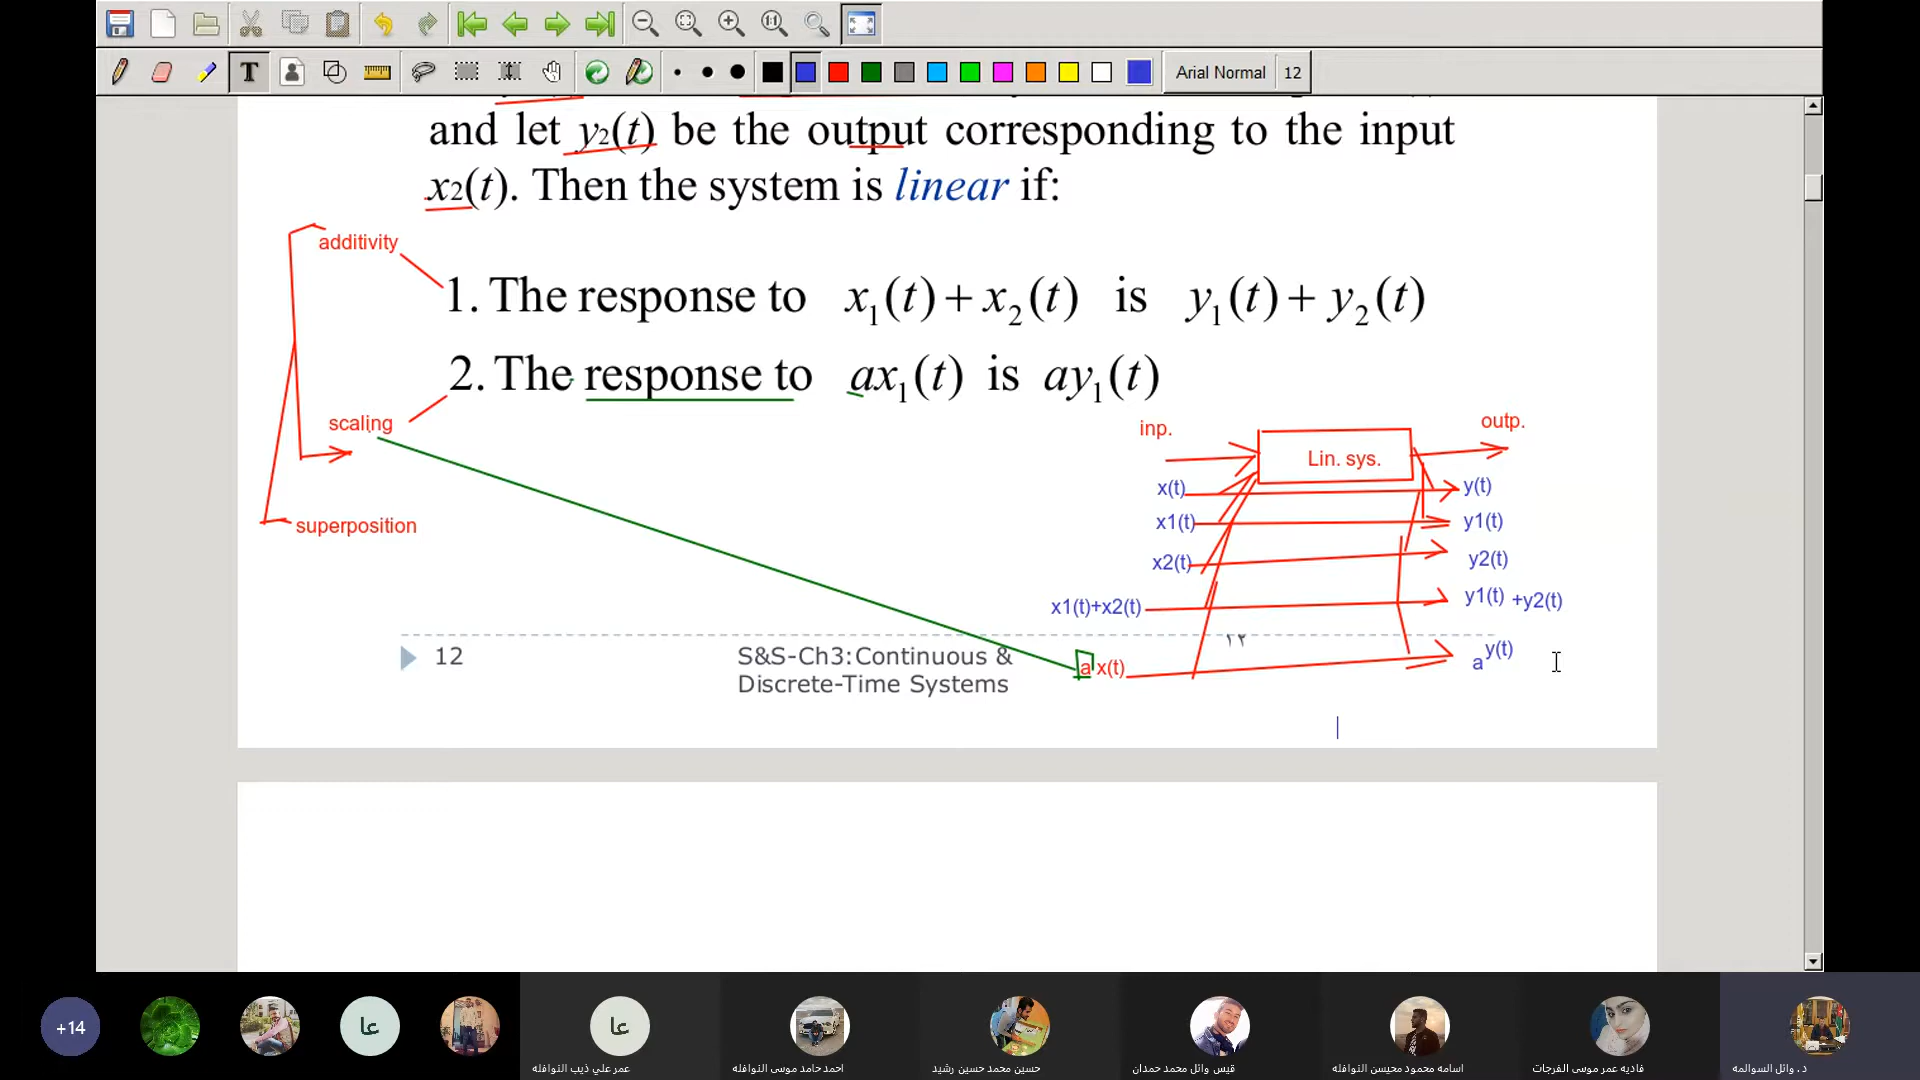 Arial Normal 12
and let y2(t) be the output corresponding to the input
x2(t). Then the system is linear if:
additivity
1. The response to x1(t) + x2(t) is y1(t) + y2(t)
2. The response to ax1(t) is ay1(t)
scaling
superposition
inp.
Lin. sys.
outp.
x(t) y(t)
x1(t) y1(t)
x2(t) y2(t)
x1(t)+x2(t) y1(t) +y2(t)
١٢
a x(t) a y(t)
12
S&S-Ch3:Continuous &
Discrete-Time Systems
+14
عا
عا
عمر علي ذيب النوافله
احمد حامد موسى النوافله
حسين محمد حسين رشيد
قيس وائل محمد حمدان
اسامه محمود محيسن النوافله
فاديه عمر موسى الفرجات
د. وائل السوالمه